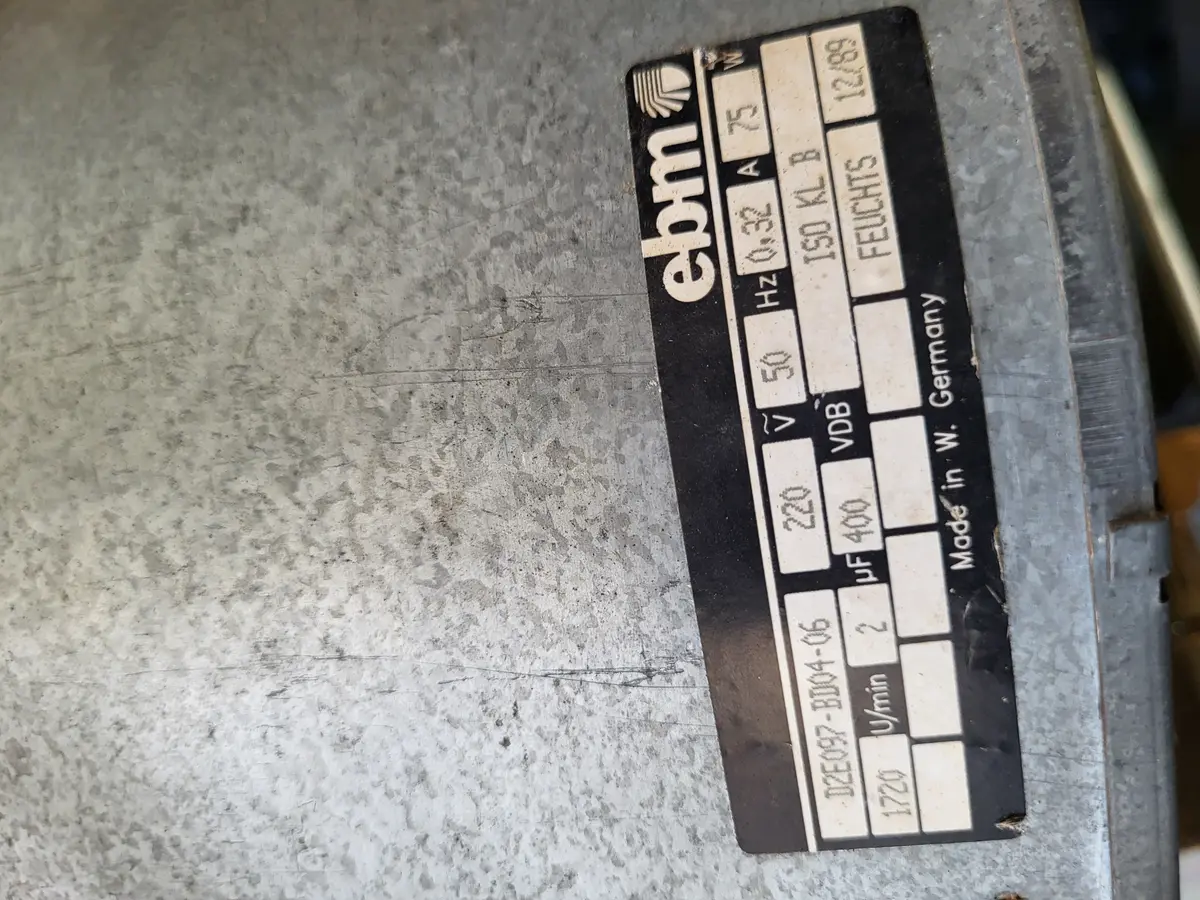 ebm
D2E097-BD04-06 220 V~ 50 Hz 0,32 A 75 W
1720 U/min 2 µF 400 VDB~ ISO KL B
FEUCHTS 12/89
Made in W. Germany